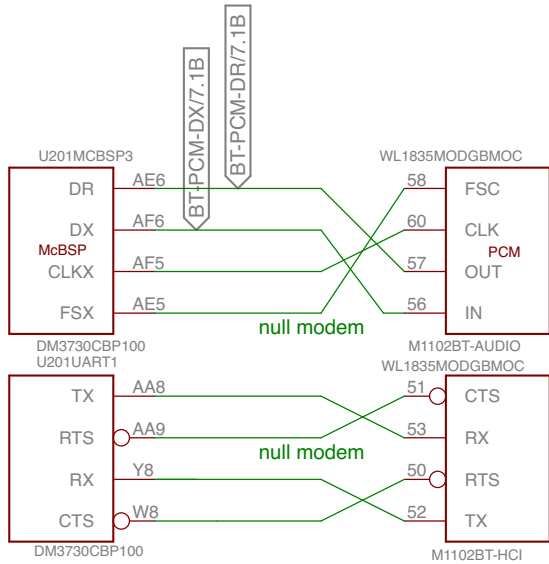 BT-PCM-DX/7.1B
BT-PCM-DR/7.1B
U201MCBSP3
WL1835MODGBMOC
DR AE6 58 FSC
DX AF6 60 CLK
McBSP PCM
CLKX AF5 57 OUT
FSX AE5 56 IN
null modem
DM3730CBP100 M1102BT-AUDIO
U201UART1 WL1835MODGBMOC
TX AA8 51 CTS
RTS AA9 53 RX
null modem
RX Y8 50 RTS
CTS W8 52 TX
DM3730CBP100 M1102BT-HCI